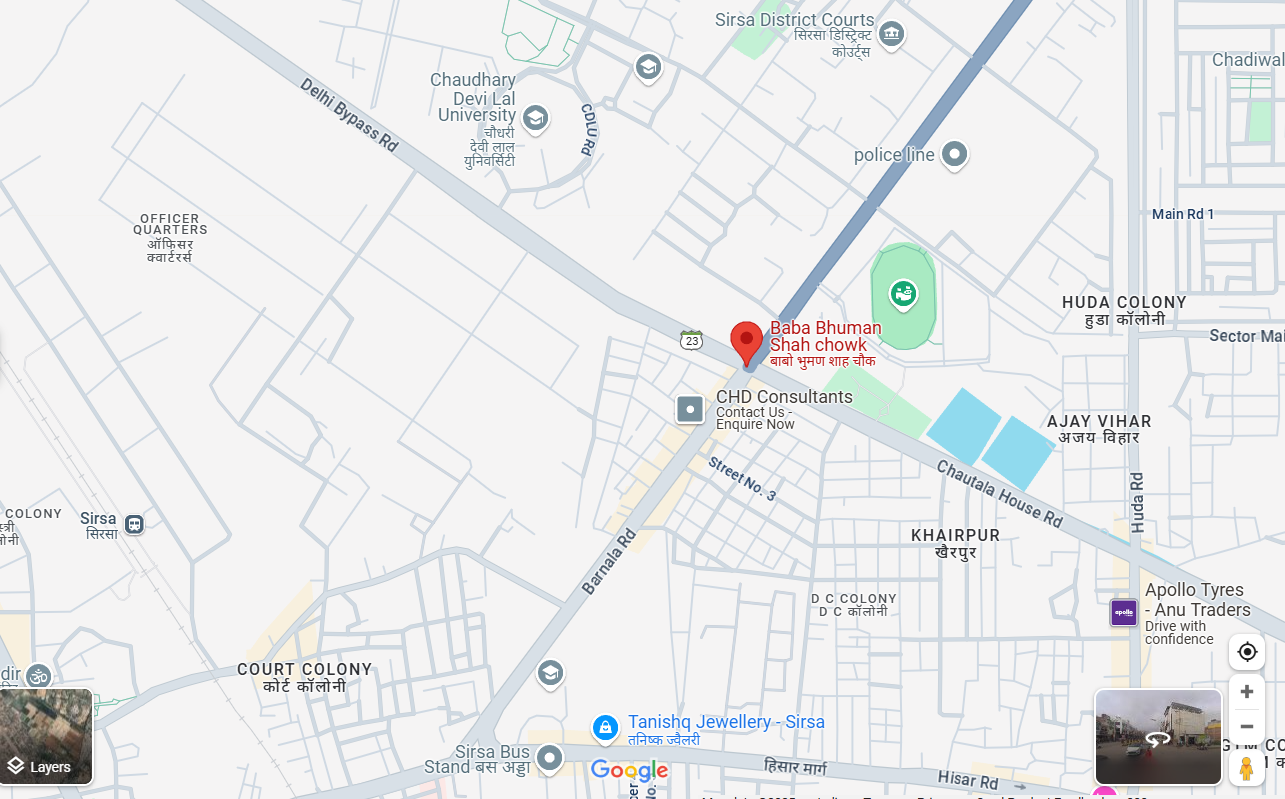 Sirsa District Courts
सिरसा डिस्ट्रिक्ट
कोर्ट्स
Chadiwal
Chaudhary
Devi Lal
University
चौधरी
देवी लाल
युनिवर्सिटी
CDLU Rd
Delhi Bypass Rd
police line
Main Rd 1
OFFICER
QUARTERS
ऑफिसर
क्वार्टरर्स
HUDA COLONY
हुडा कॉलोनी
Sector Mai
23
Baba Bhuman
Shah chowk
बाबो भुमण शाह चौक
CHD Consultants
Contact Us -
Enquire Now
AJAY VIHAR
अजय विहार
Street No. 3
Chautala House Rd
Huda Rd
COLONY
Sirsa
सिरसा
KHAIRPUR
खैरपुर
Barnala Rd
D C COLONY
D C कॉलोनी
Apollo Tyres
- Anu Traders
Drive with
confidence
apollo
COURT COLONY
कोर्ट कॉलोनी
dir
Tanishq Jewellery - Sirsa
तनिष्क ज्वैलरी
Sirsa Bus
Stand बस अड्डा
Google
हिसार मार्ग
Hisar Rd
Layers